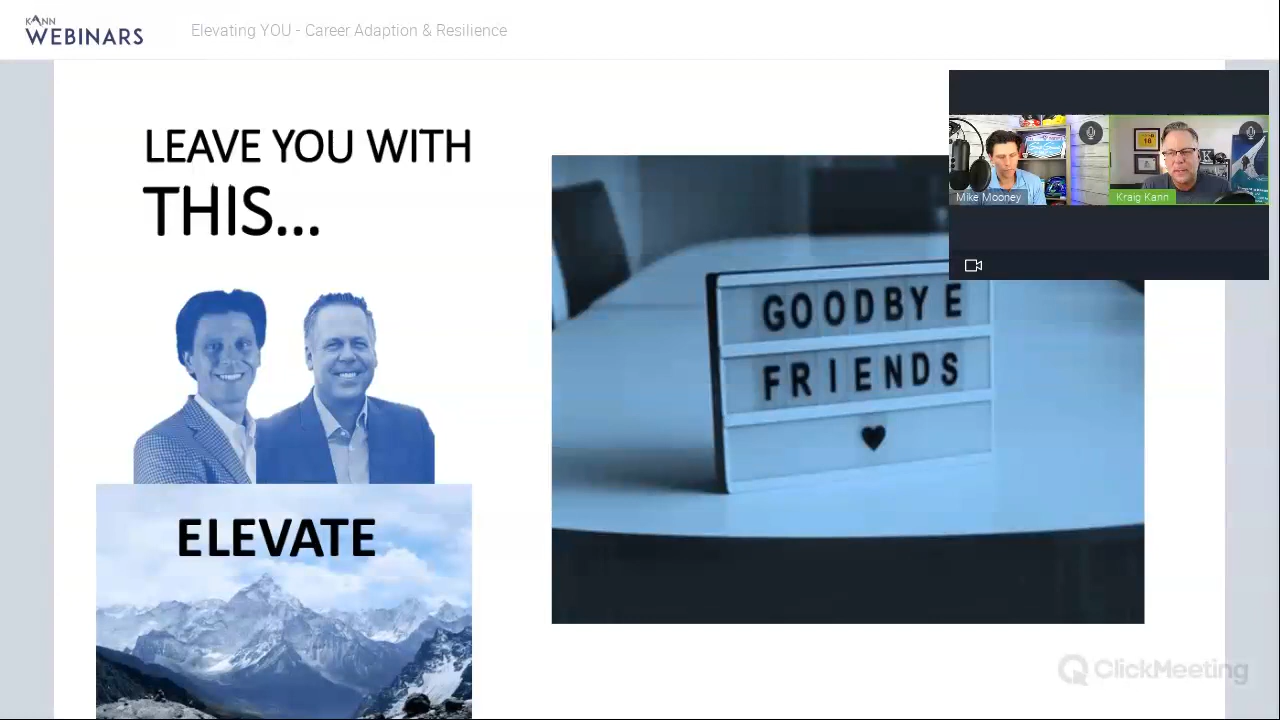 KANN
WEBINARS
Elevating YOU - Career Adaption & Resilience
LEAVE YOU WITH
THIS...
Mike Mooney
Kraig Kann
GOODBYE
FRIENDS
ELEVATE
ClickMeeting